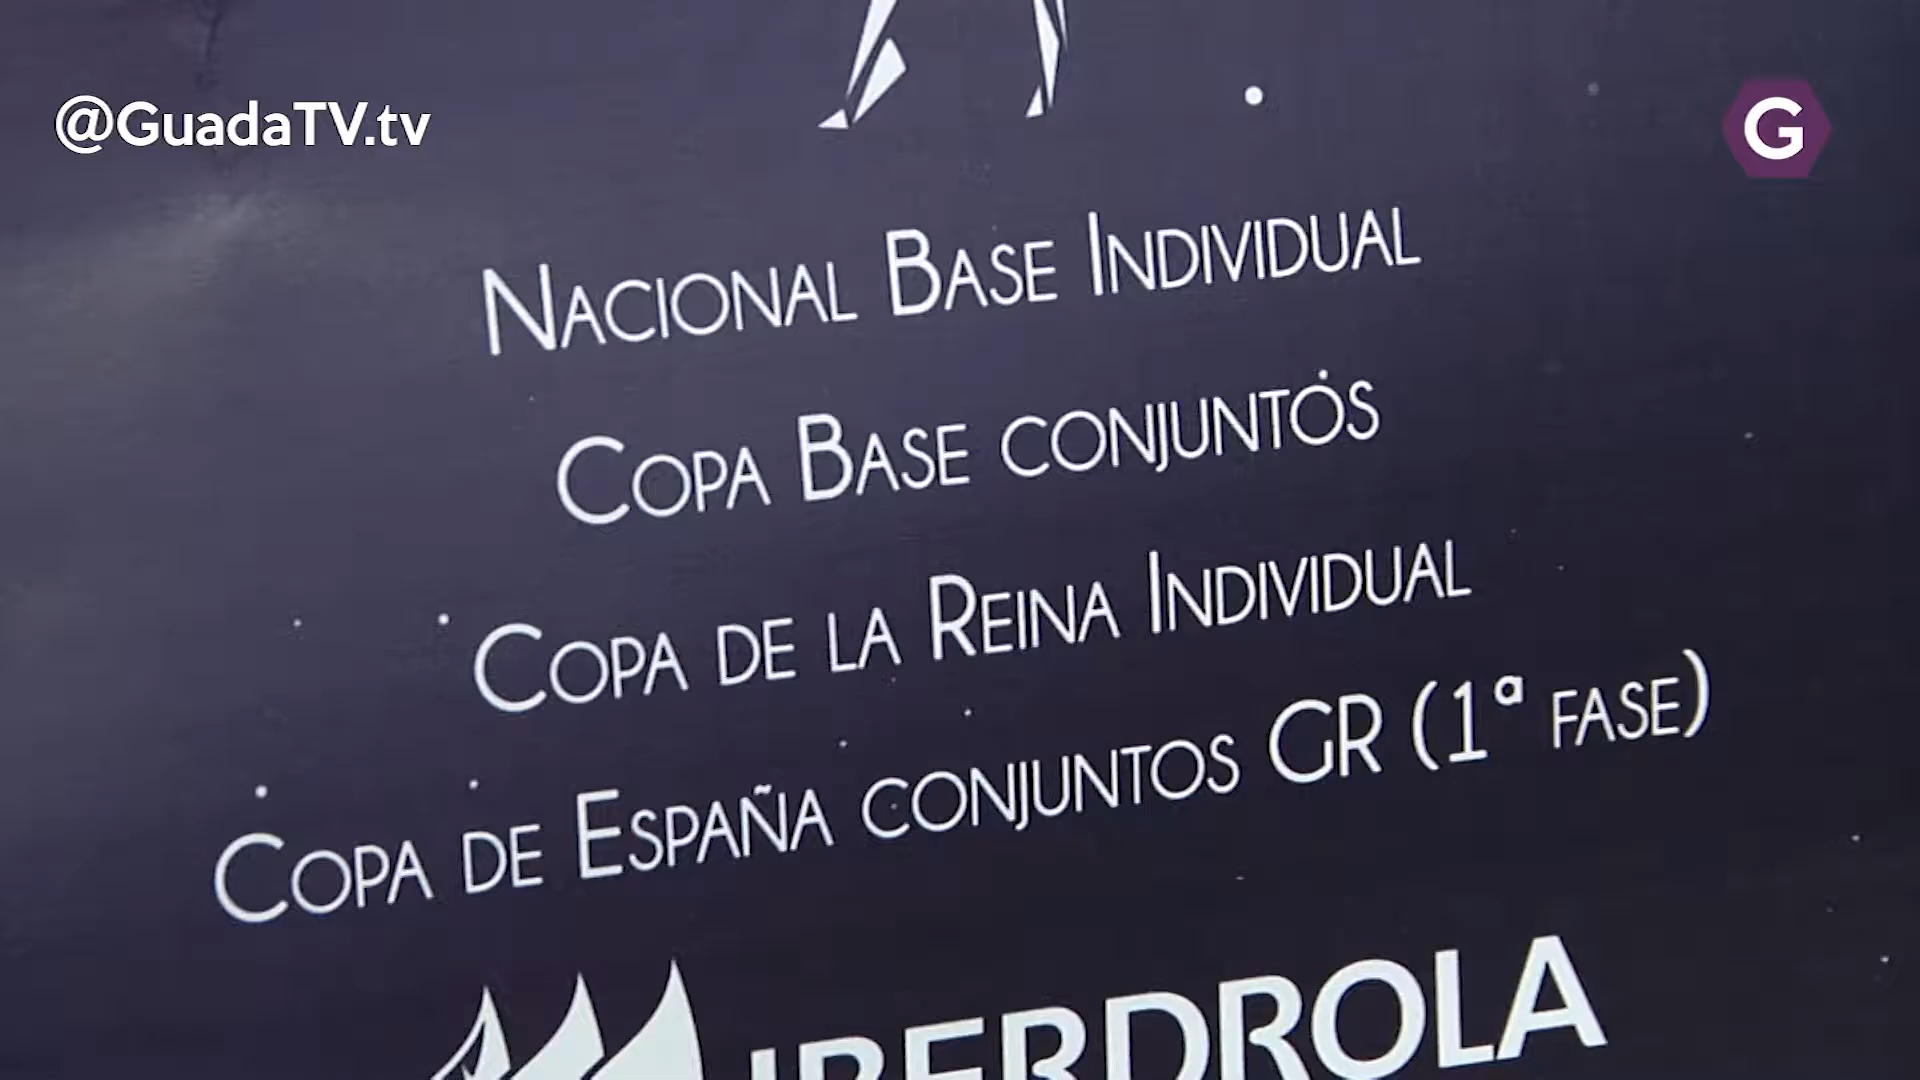 @GuadaTV.tv
G
Nacional Base Individual
Copa Base conjuntos
Copa de la Reina Individual
Copa de España conjuntos GR (1ª fase)
IBERDROLA